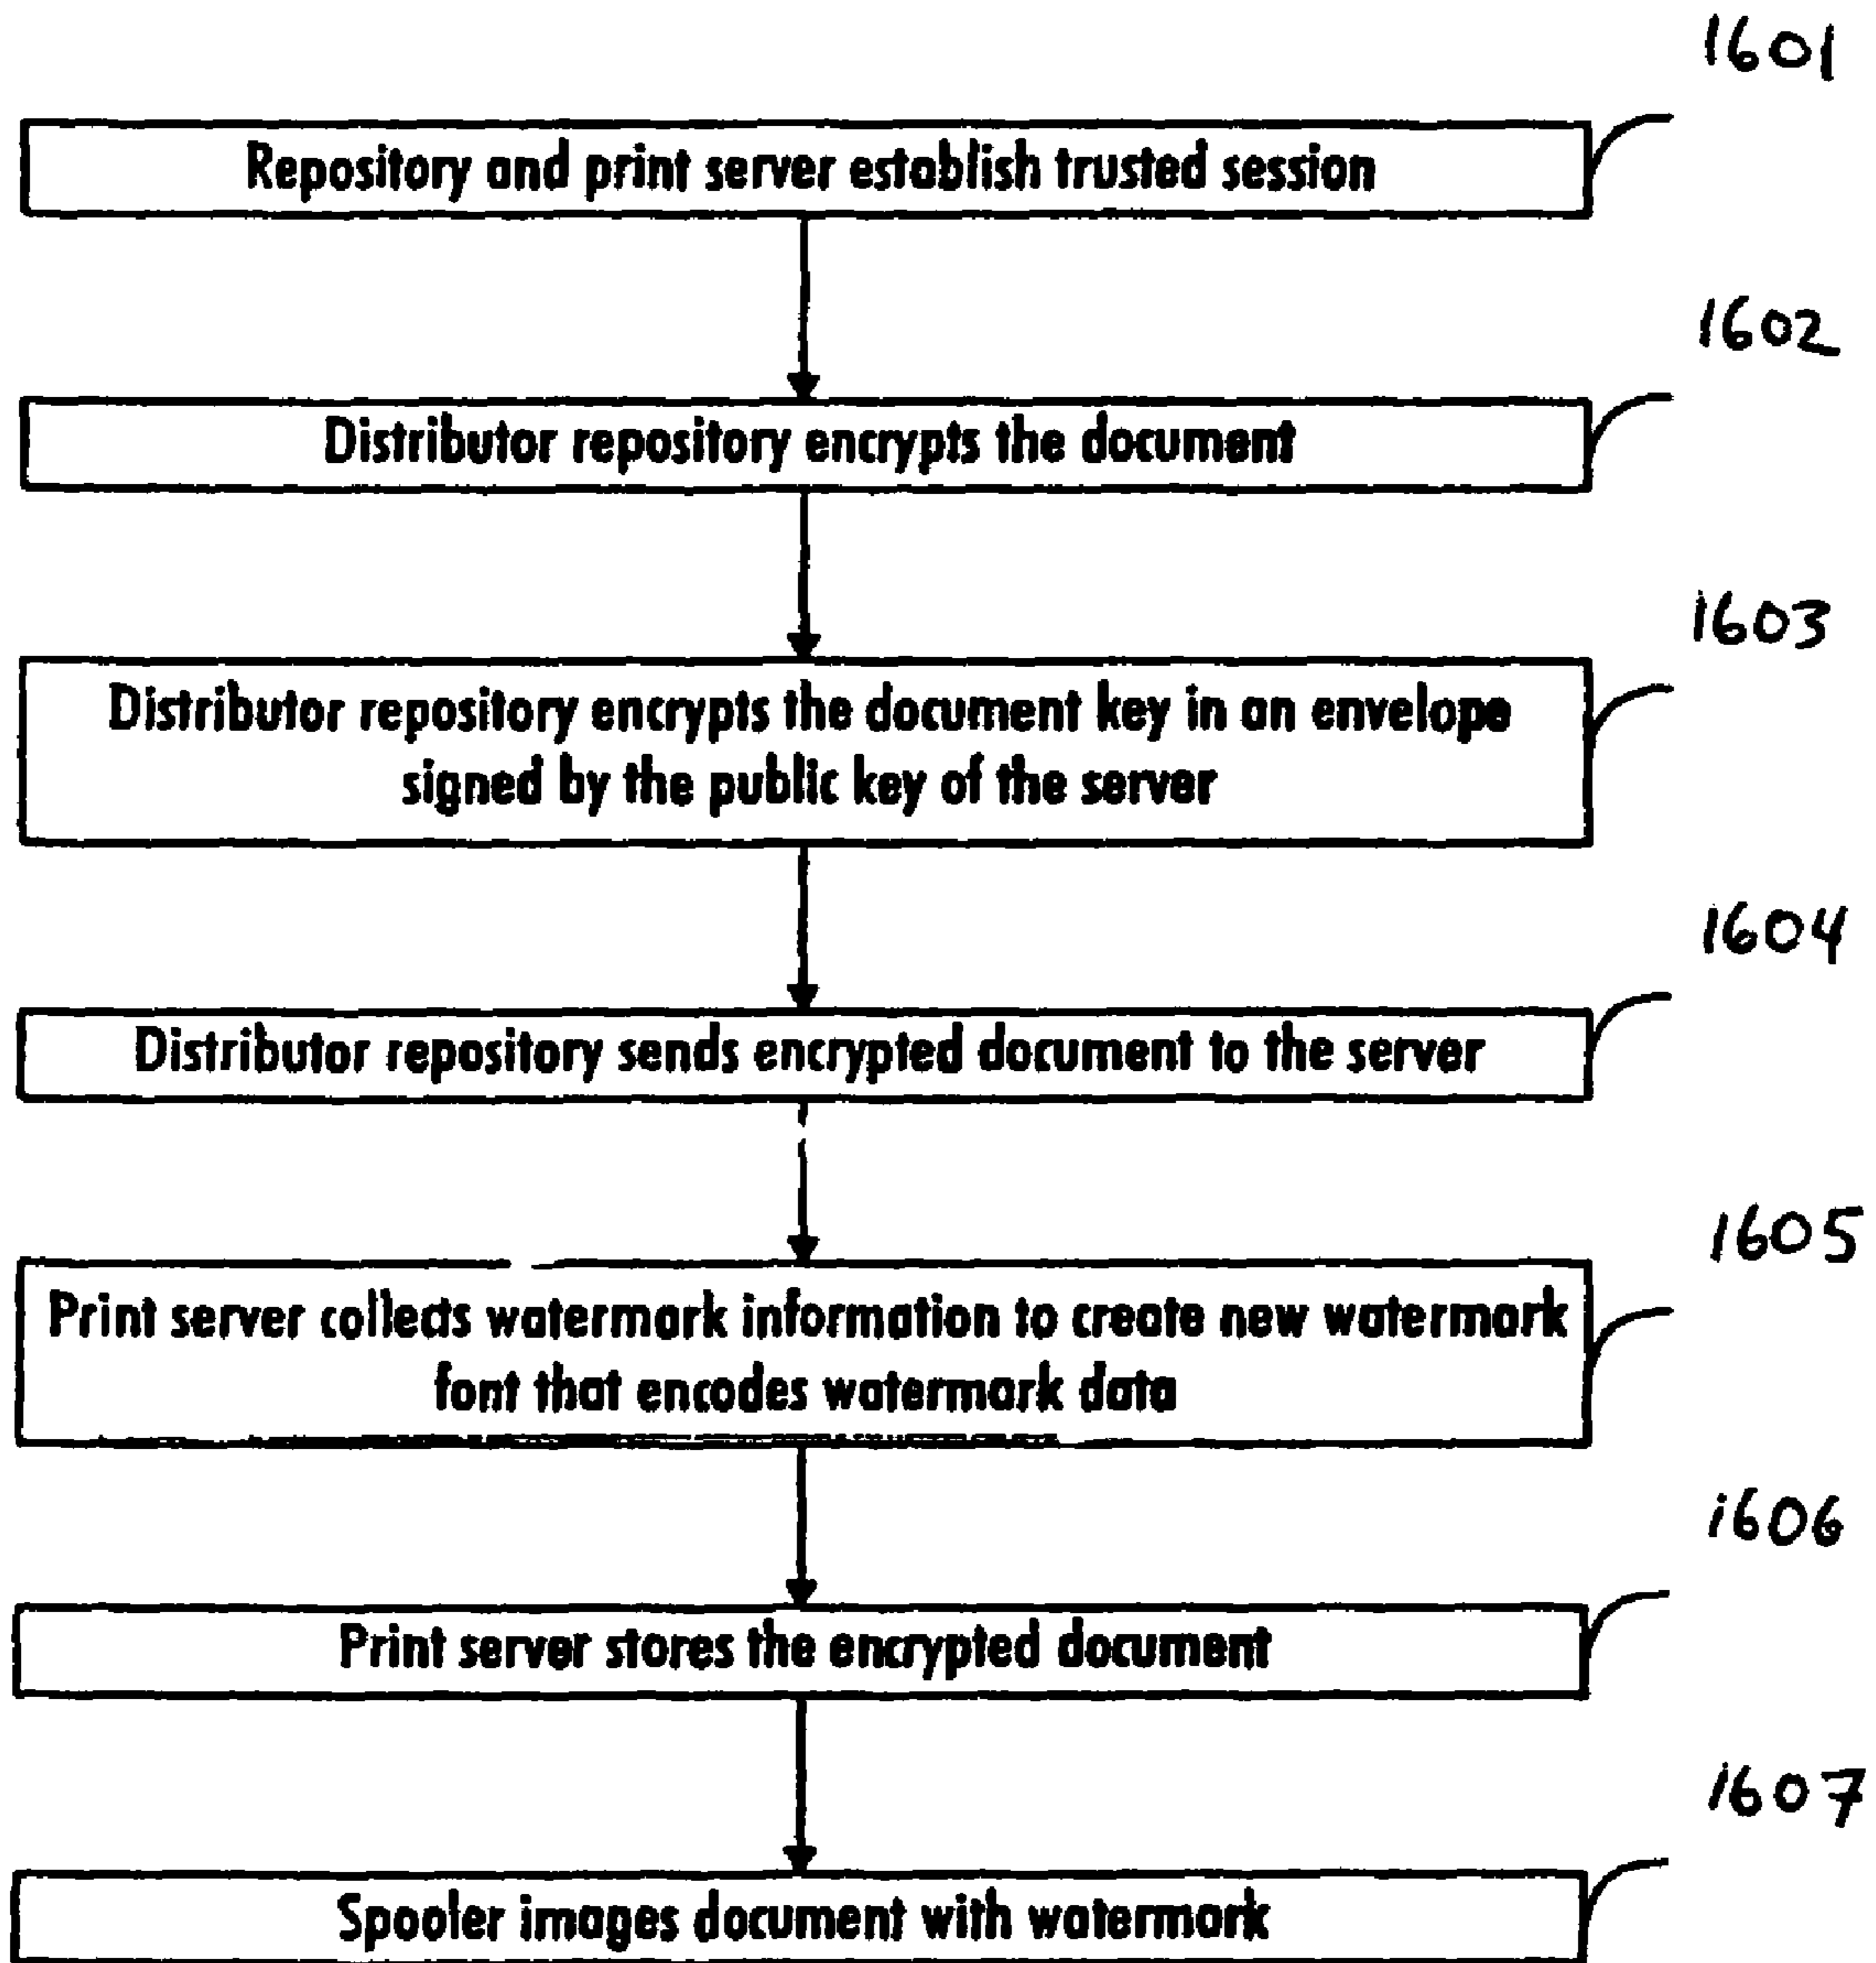 1601
Repository and print server establish trusted session
1602
Distributor repository encrypts the document
1603
Distributor repository encrypts the document key in an envelope
signed by the public key of the server
1604
Distributor repository sends encrypted document to the server
1605
Print server collects watermark information to create new watermark
font that encodes watermark data
1606
Print server stores the encrypted document
1607
Spooler images document with watermark